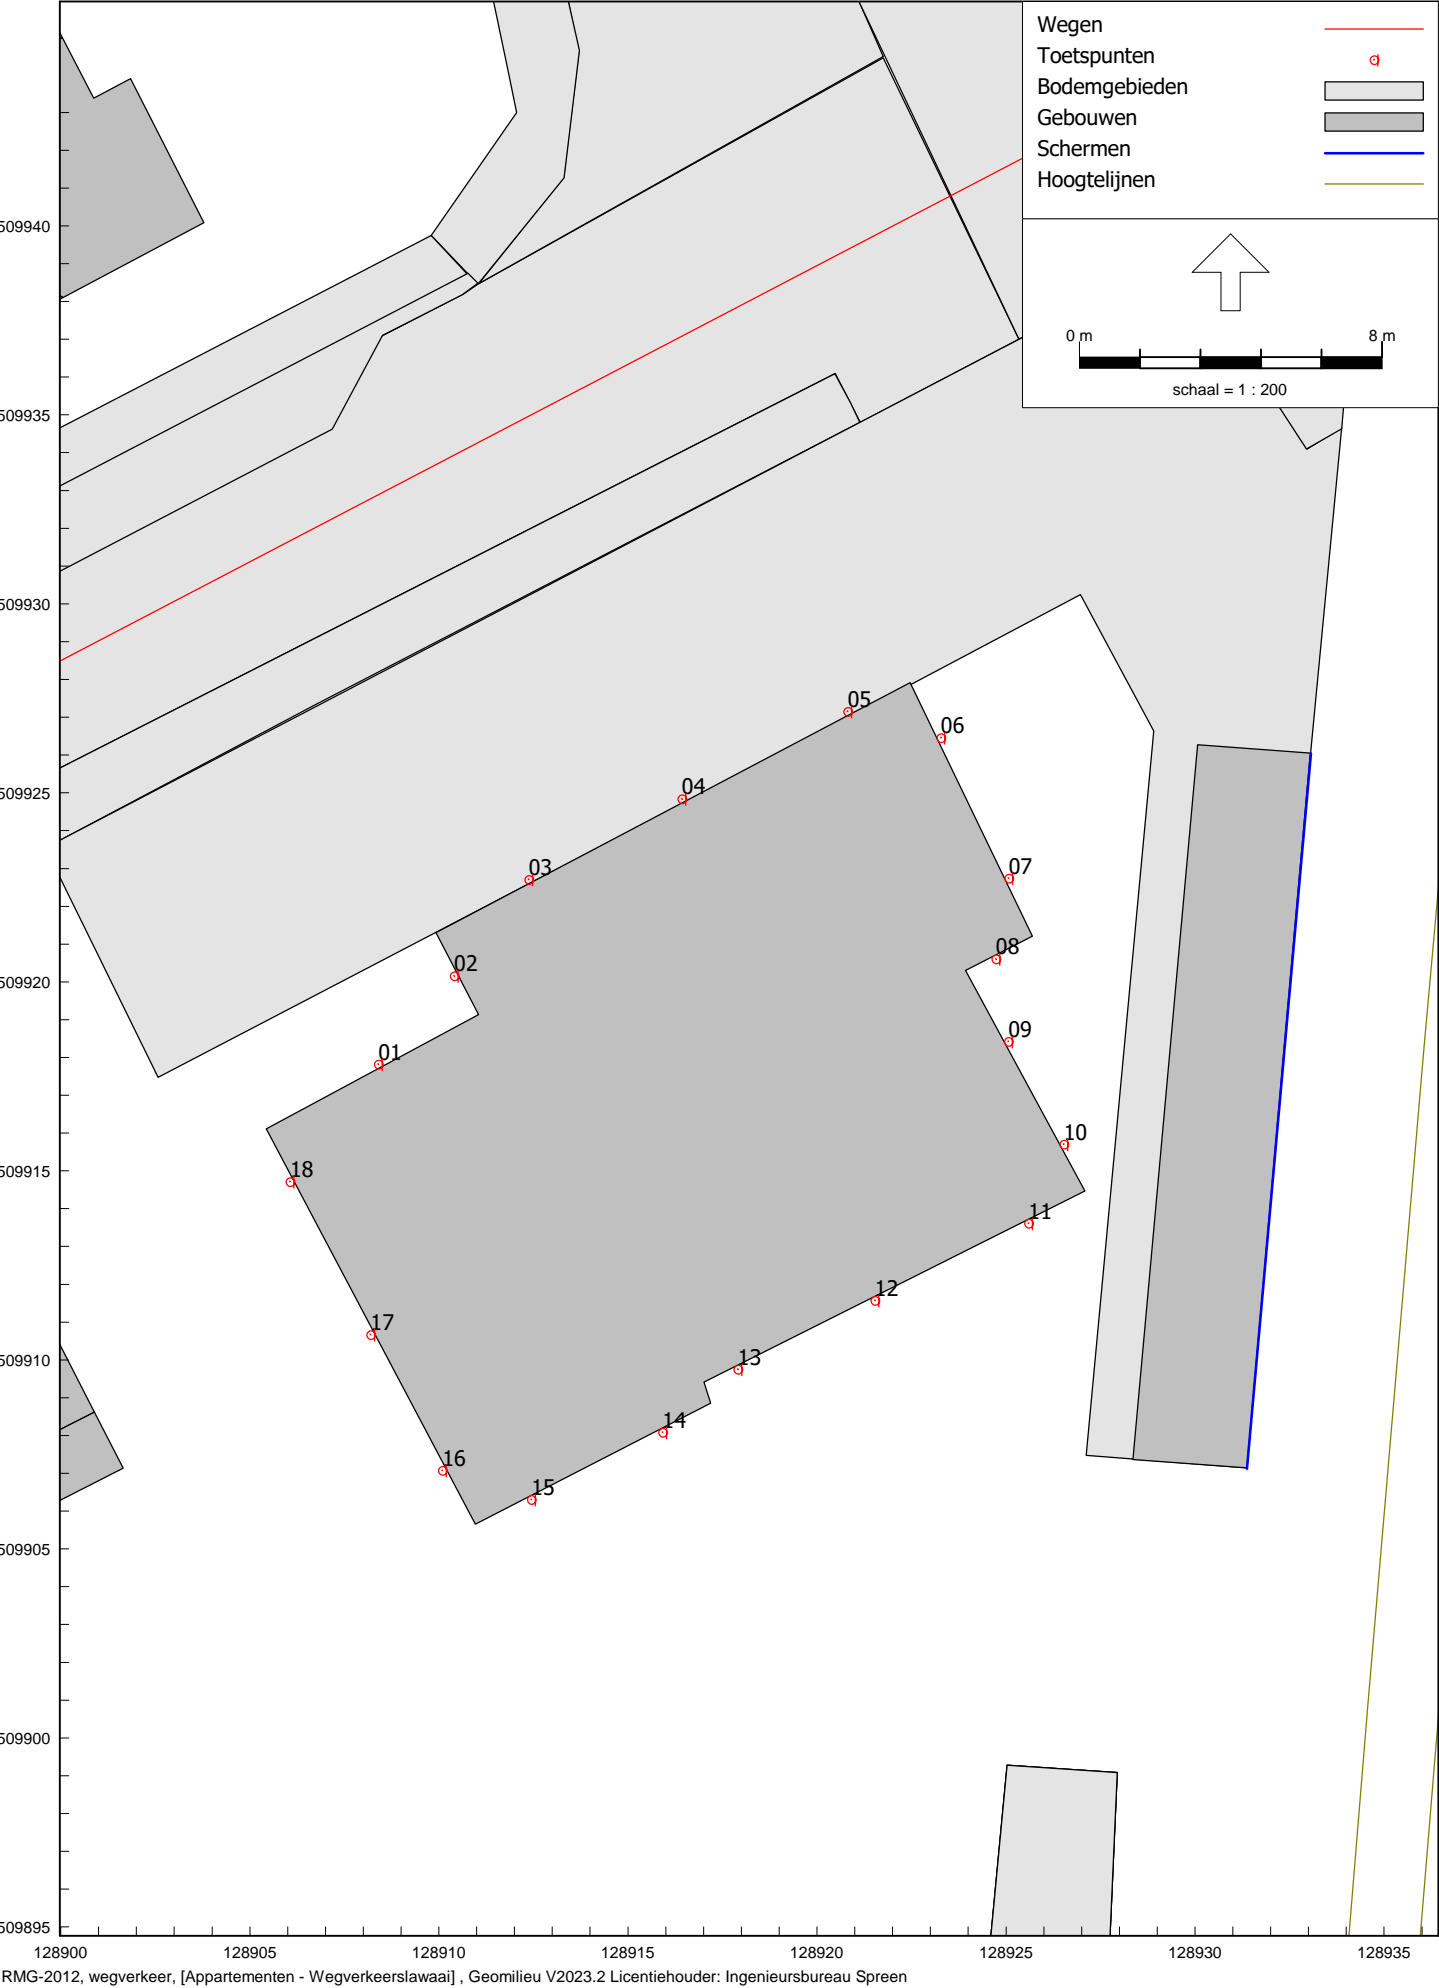 Wegen
Toetspunten
Bodemgebieden
Gebouwen
Schermen
Hoogtelijnen
0 m 8 m
schaal = 1 : 200
509940
509935
509930
509925
509920
509915
509910
509905
509900
509895
05
06
04
03
07
02
08
01
09
10
18
11
12
17
13
14
16
15
128900 128905 128910 128915 128920 128925 128930 128935
RMG-2012, wegverkeer, [Appartementen - Wegverkeerslawaai] , Geomilieu V2023.2 Licentiehouder: Ingenieursbureau Spreen